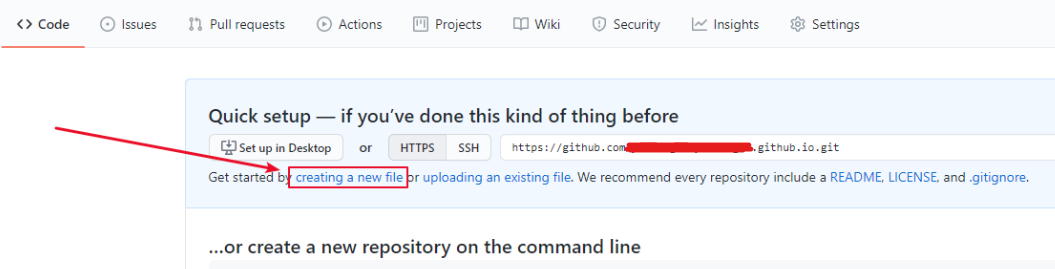 Code Issues Pull requests Actions Projects Wiki Security Insights Settings
Quick setup — if you’ve done this kind of thing before
Set up in Desktop or HTTPS SSH https://github.com .github.io.git
Get started by creating a new file or uploading an existing file. We recommend every repository include a README, LICENSE, and .gitignore.
…or create a new repository on the command line